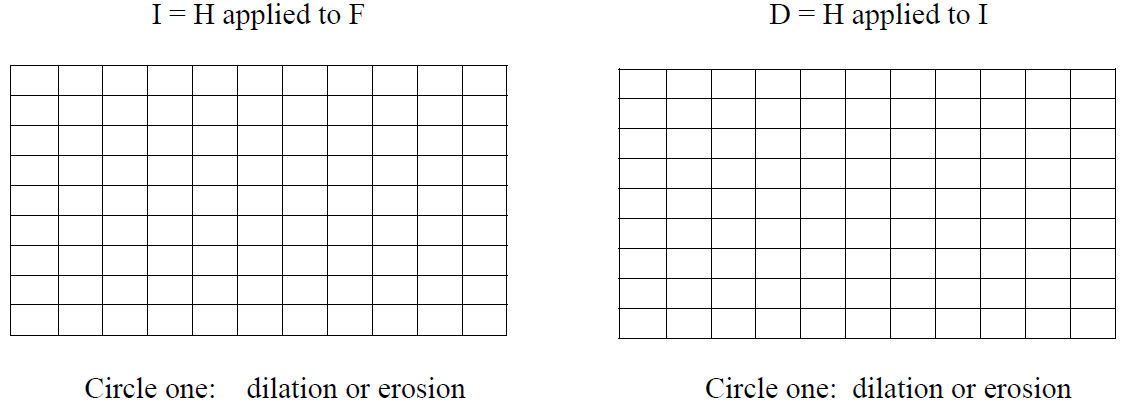 I = H applied to F
D = H applied to I
Circle one: dilation or erosion
Circle one: dilation or erosion